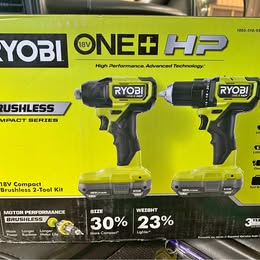 RYOBI 18V ONE+ HP
High Performance. Advanced Technology.
BRUSHLESS
COMPACT SERIES
RYOBI
RYOBI
18V Compact
Brushless 2-Tool Kit
MOTOR PERFORMANCE
BRUSHLESS
SIZE
30%
More Compact
WEIGHT
23%
Lighter
3